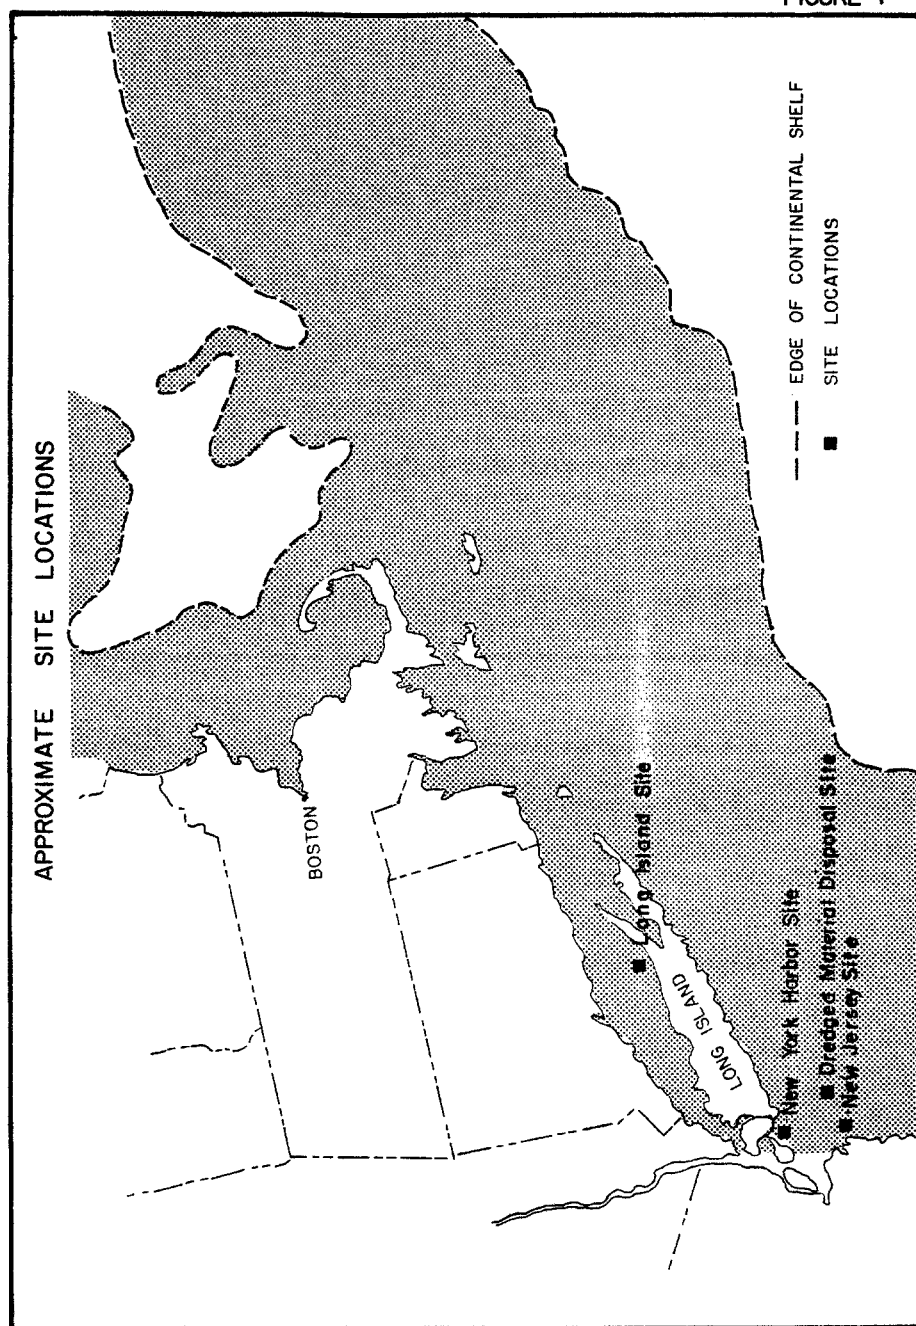 FIGURE
APPROXIMATE SITE LOCATIONS
BOSTON
Long Island Site
LONG ISLAND
New York Harbor Site
Dredged Material Disposal Site
New Jersey Site
EDGE OF CONTINENTAL SHELF
SITE LOCATIONS